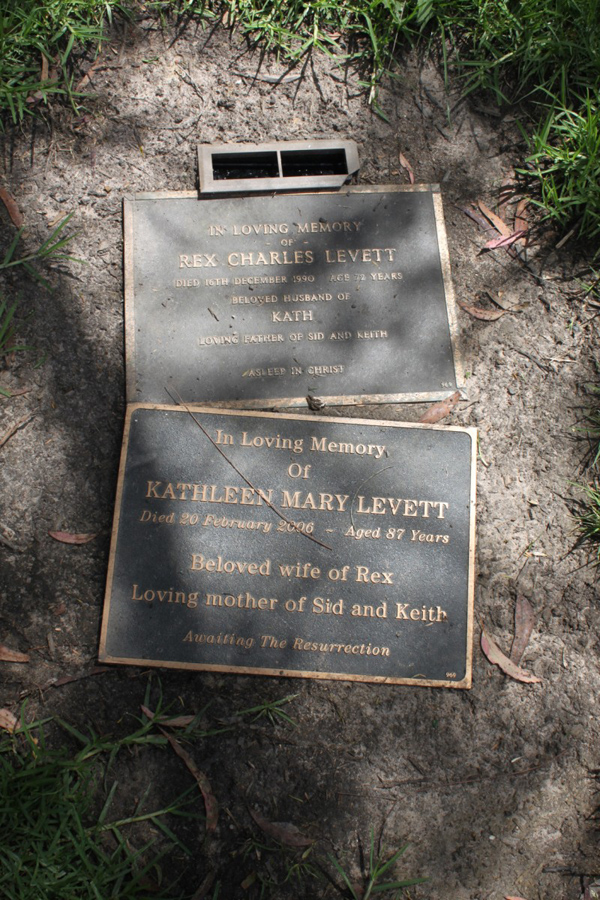 IN LOVING MEMORY
- OF -
REX CHARLES LEVETT
DIED 16TH DECEMBER 1990 AGE 72 YEARS
BELOVED HUSBAND OF
KATH
LOVING FATHER OF SID AND KEITH
ASLEEP IN CHRIST
In Loving Memory
Of
KATHLEEN MARY LEVETT
Died 20 February 2006 – Aged 87 Years
Beloved wife of Rex
Loving mother of Sid and Keith
Awaiting The Resurrection